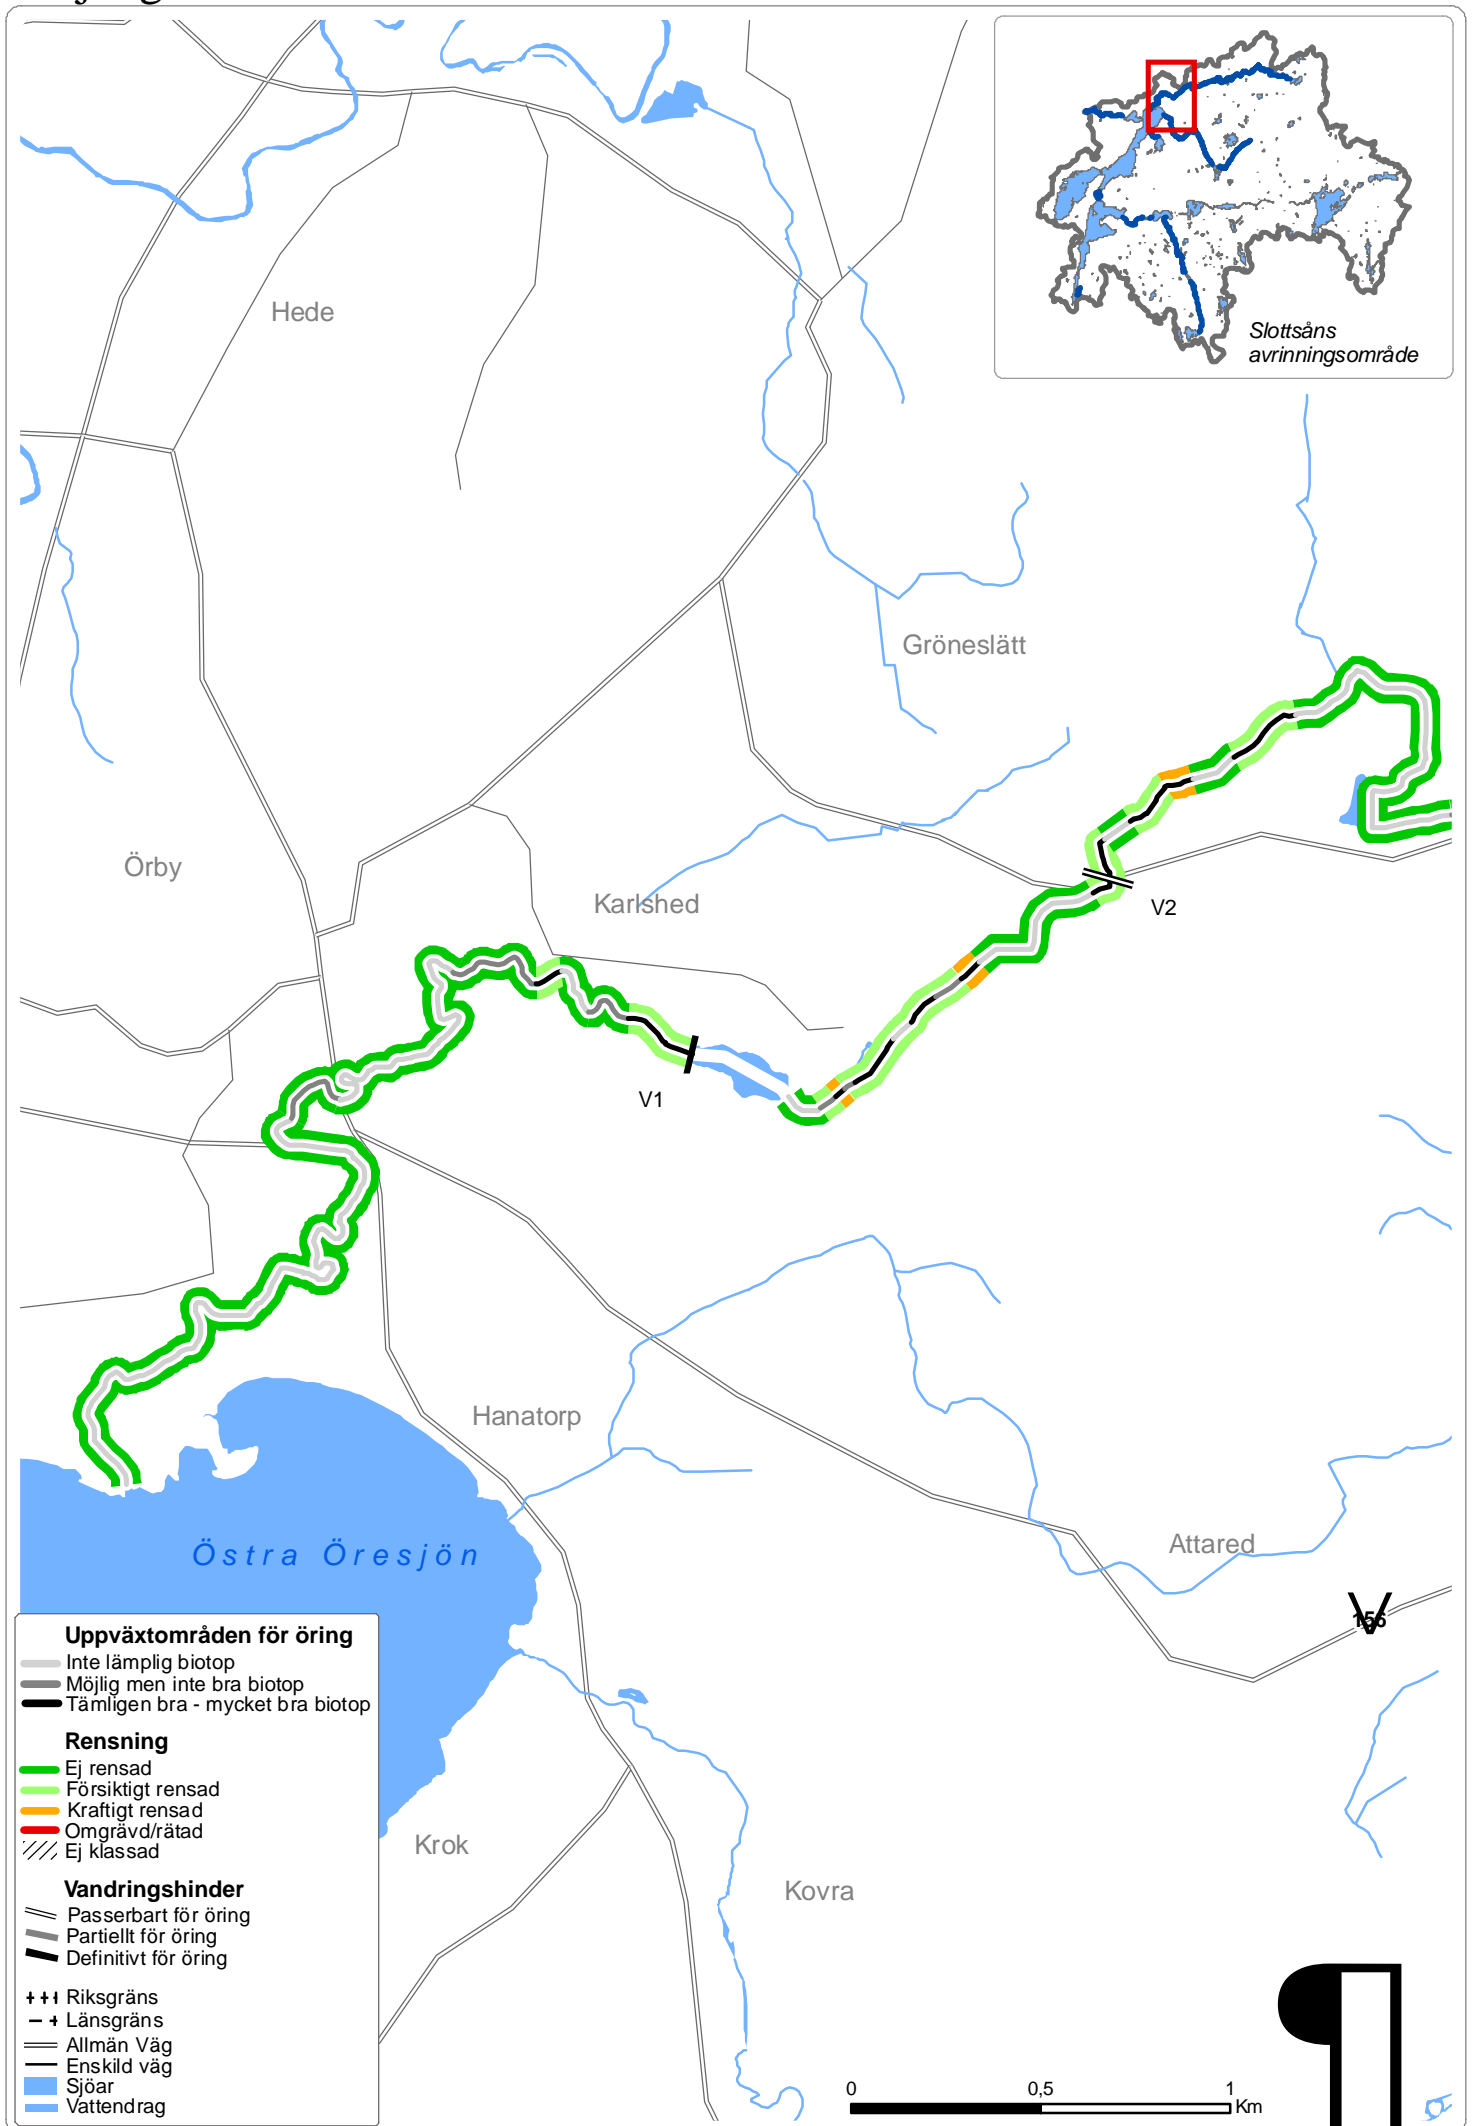 Slottsåns
avrinningsområde
Hede
Gröneslätt
Örby
Karlshed
V2
V1
Hanatorp
Östra Öresjön
Attared
156
Uppväxtområden för öring
Inte lämplig biotop
Möjlig men inte bra biotop
Tämligen bra - mycket bra biotop
Rensning
Ej rensad
Försiktigt rensad
Kraftigt rensad
Omgrävd/rätad
Ej klassad
Krok
Kovra
Vandringshinder
Passerbart för öring
Partiellt för öring
Definitivt för öring
Riksgräns
Länsgräns
Allmän Väg
Enskild väg
Sjöar
Vattendrag
0 0,5 1
Km